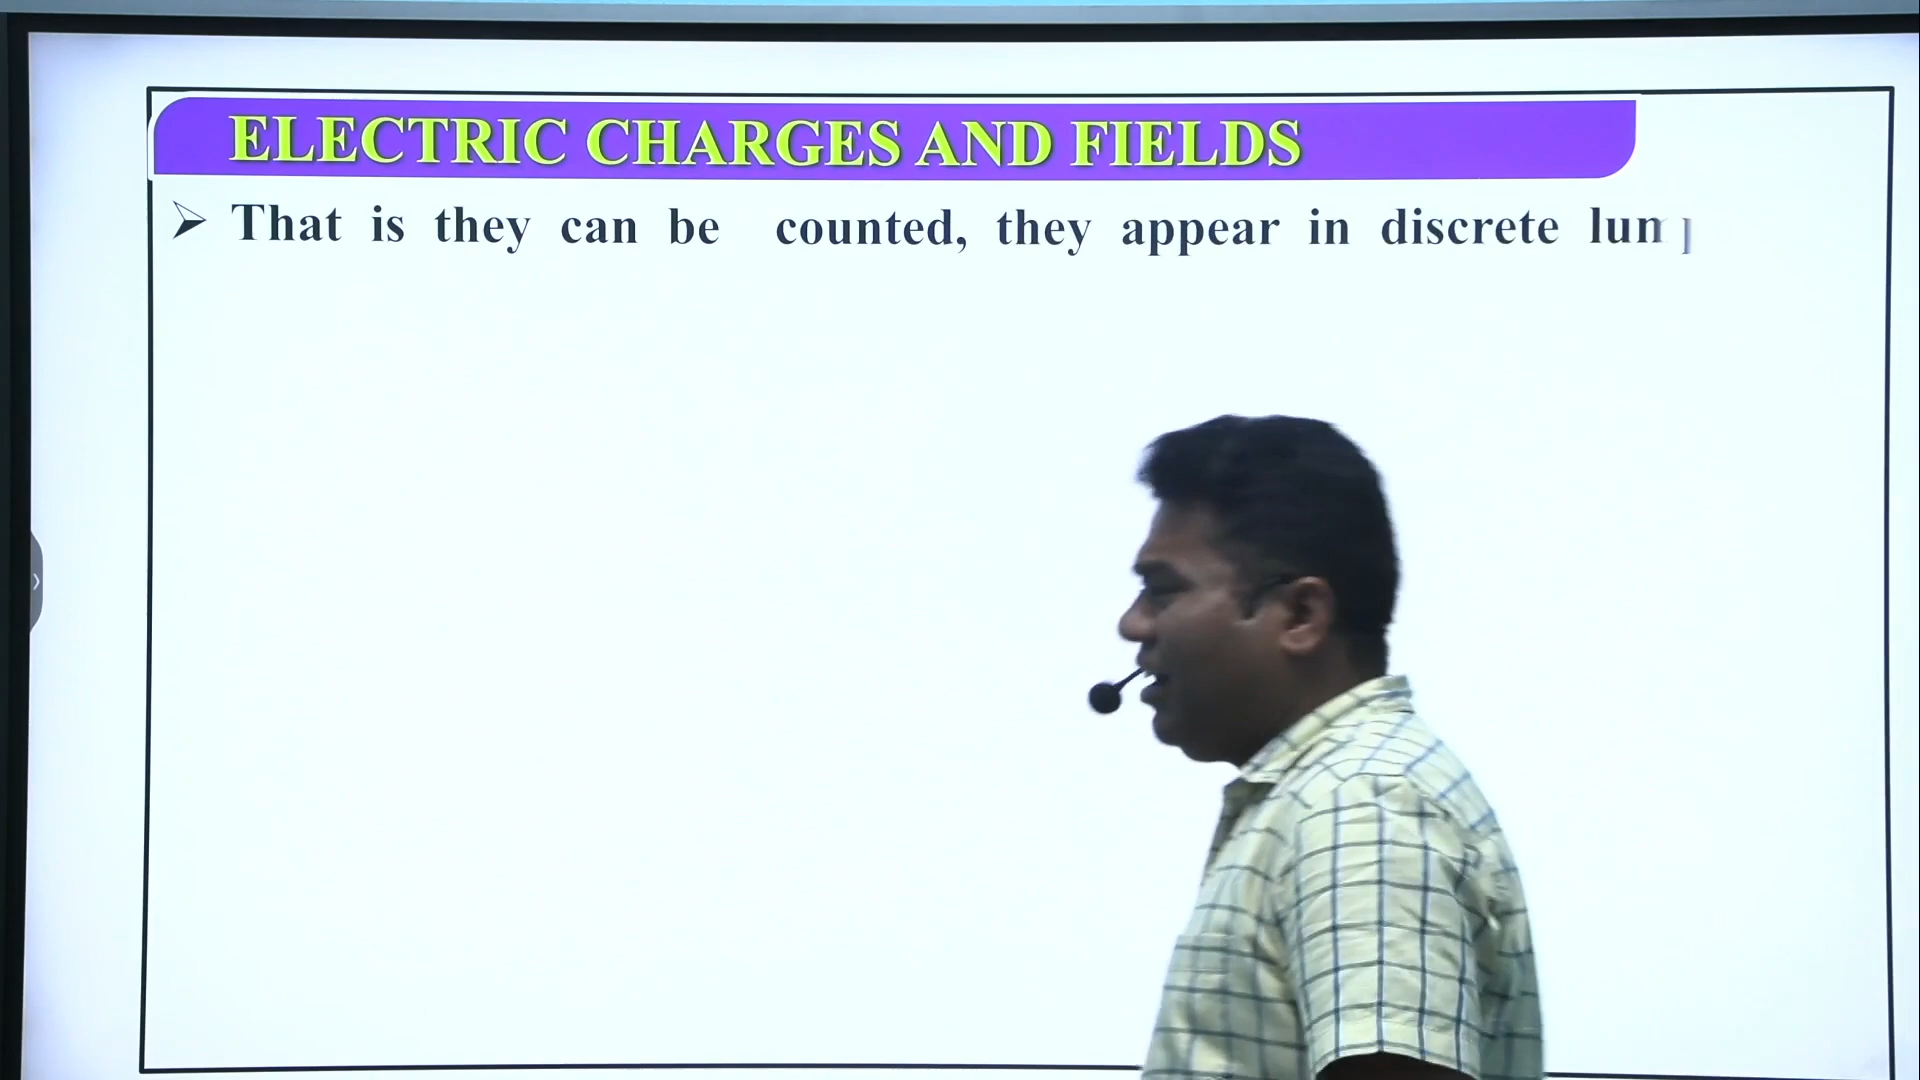 ELECTRIC CHARGES AND FIELDS
➢ That is they can be counted, they appear in discrete